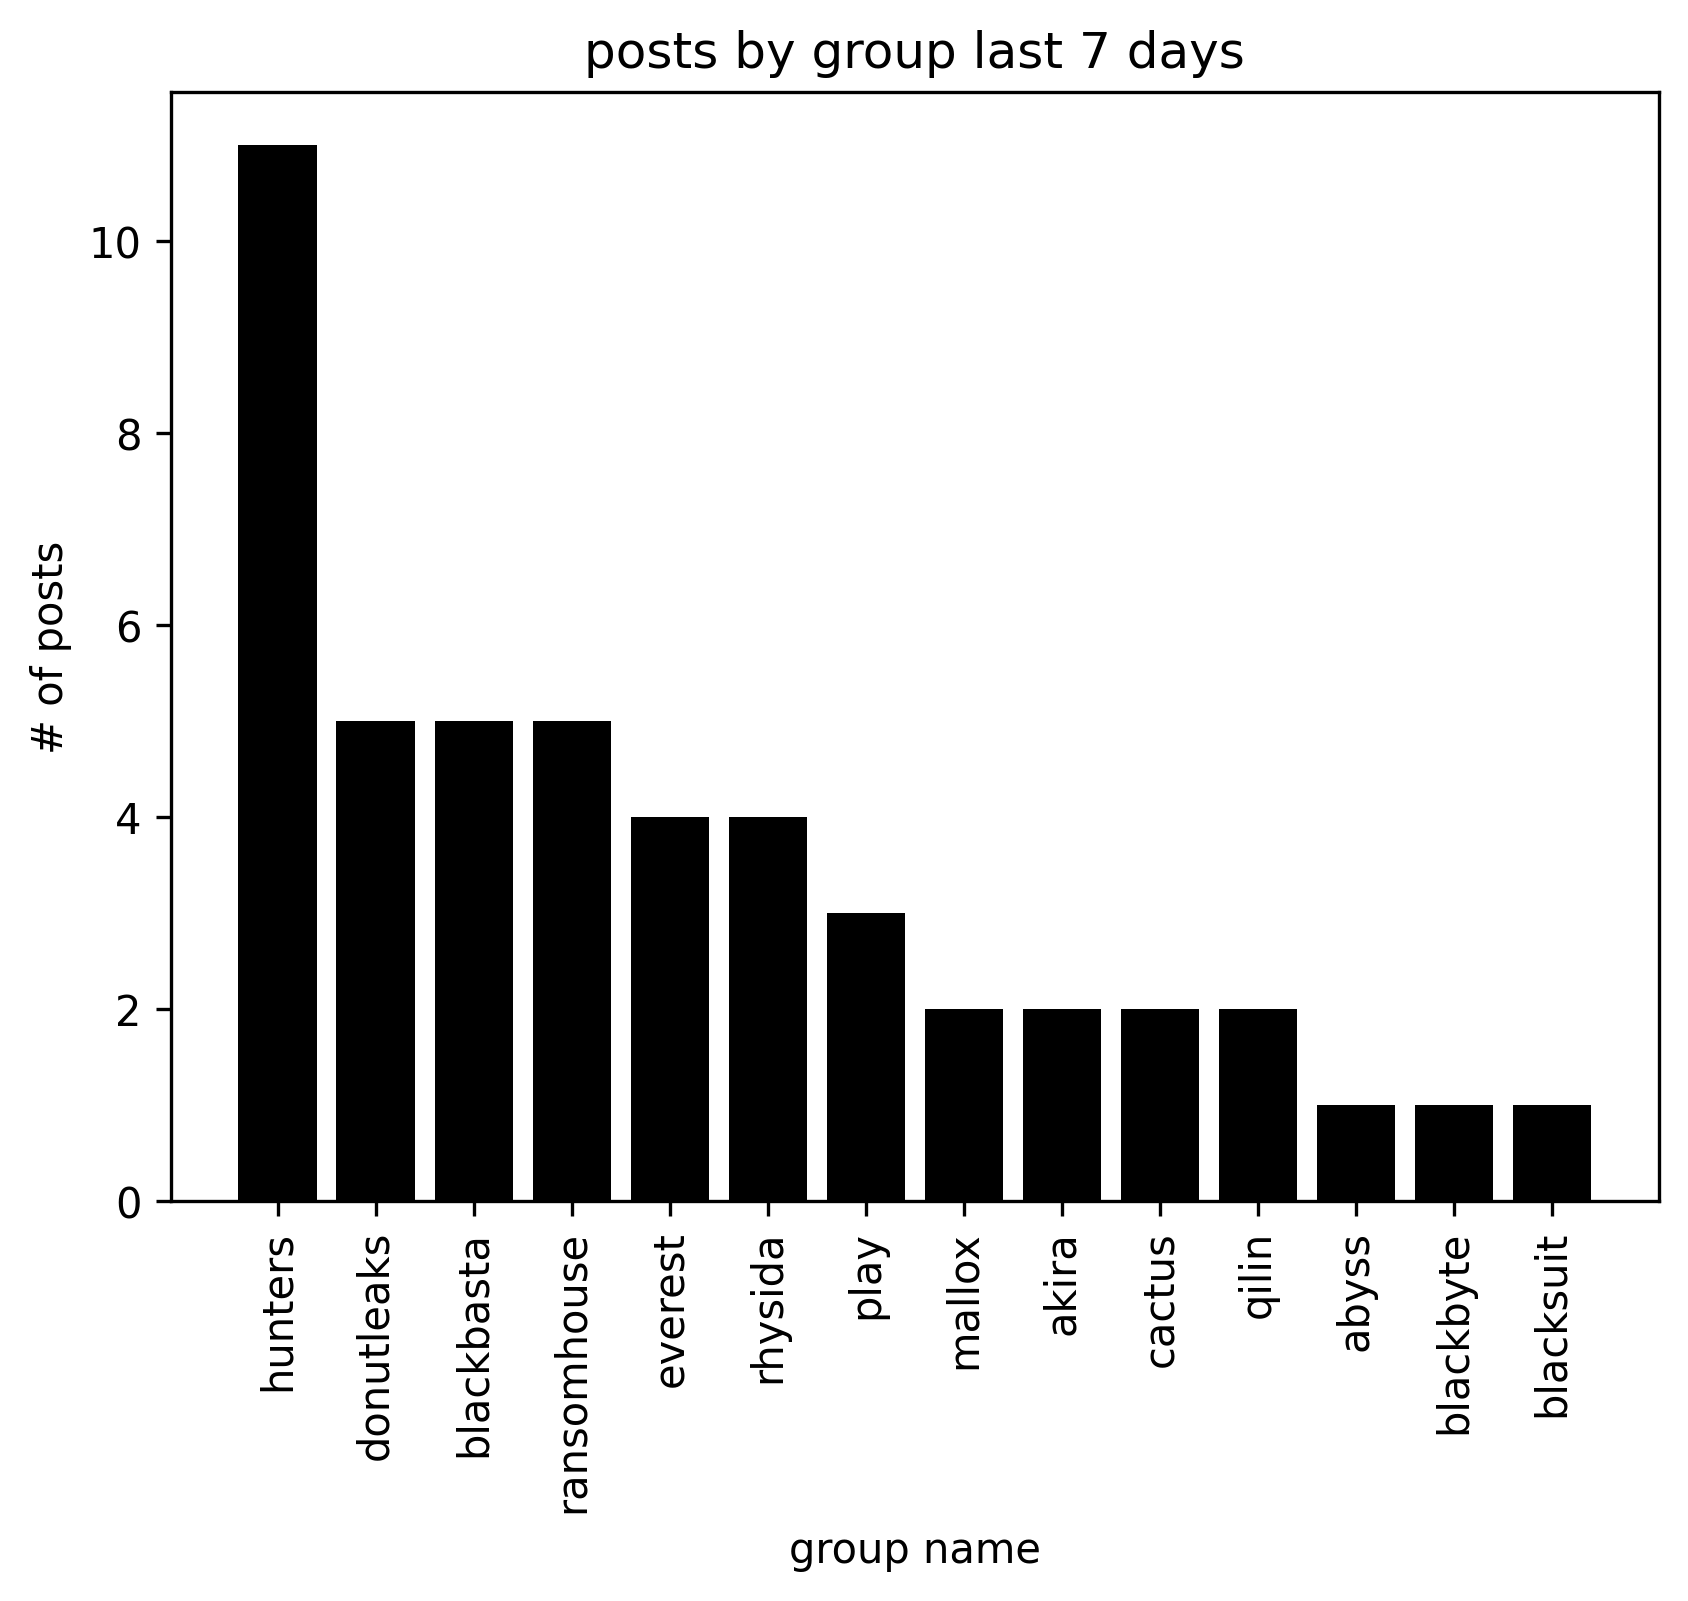 posts by group last 7 days
# of posts
10
8
6
4
2
0
hunters
donutleaks
blackbasta
ransomhouse
everest
rhysida
play
mallox
akira
cactus
qilin
abyss
blackbyte
blacksuit
group name